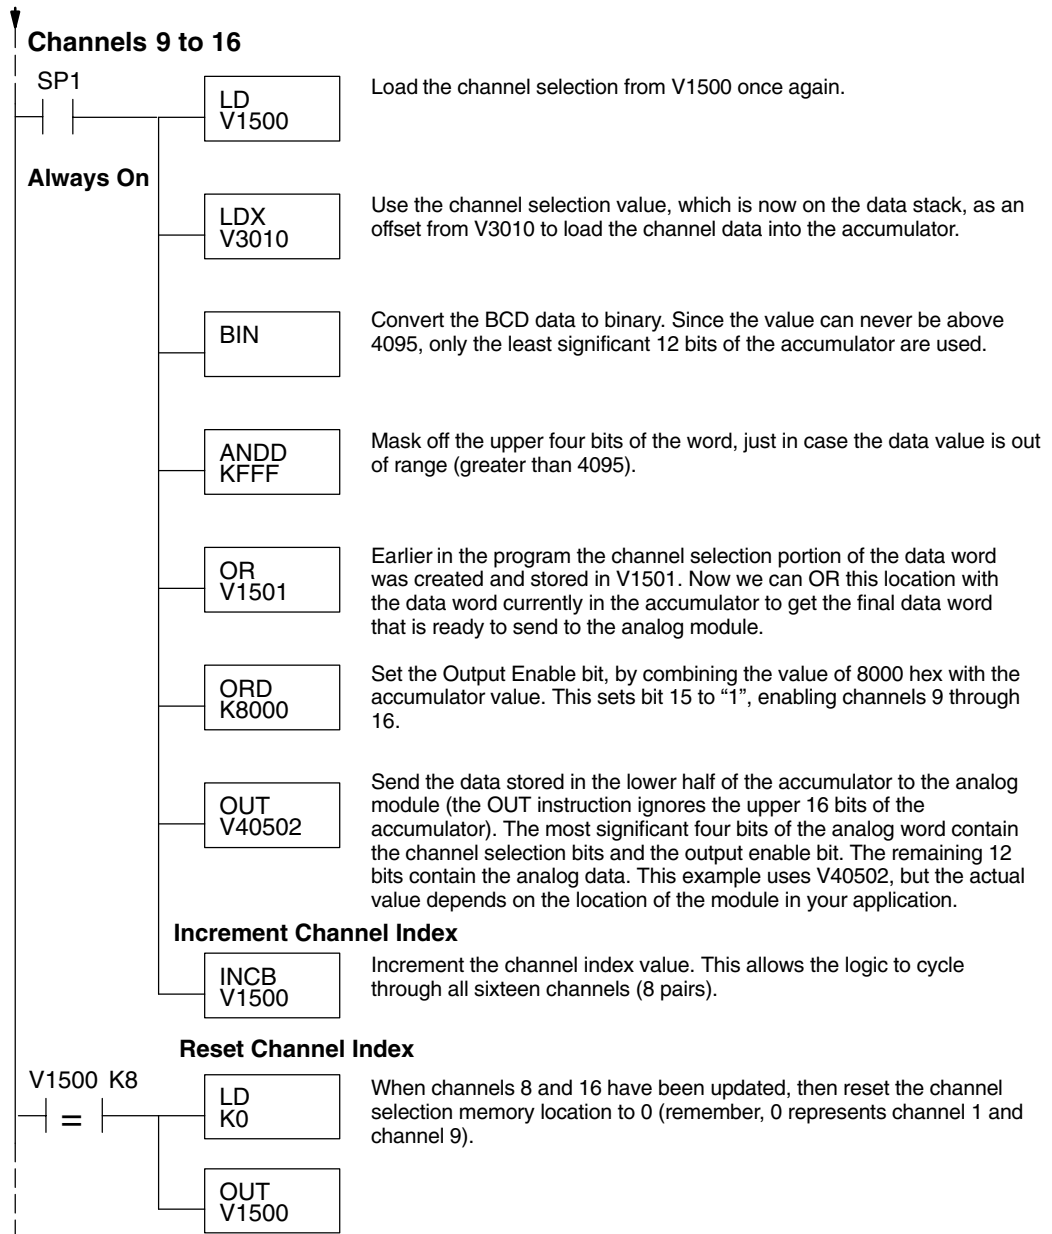 Channels 9 to 16
SP1
LD
V1500
Load the channel selection from V1500 once again.
Always On
LDX
V3010
Use the channel selection value, which is now on the data stack, as an
offset from V3010 to load the channel data into the accumulator.
BIN
Convert the BCD data to binary. Since the value can never be above
4095, only the least significant 12 bits of the accumulator are used.
ANDD
KFFF
Mask off the upper four bits of the word, just in case the data value is out
of range (greater than 4095).
OR
V1501
Earlier in the program the channel selection portion of the data word
was created and stored in V1501. Now we can OR this location with
the data word currently in the accumulator to get the final data word
that is ready to send to the analog module.
ORD
K8000
Set the Output Enable bit, by combining the value of 8000 hex with the
accumulator value. This sets bit 15 to “1”, enabling channels 9 through
16.
OUT
V40502
Send the data stored in the lower half of the accumulator to the analog
module (the OUT instruction ignores the upper 16 bits of the
accumulator). The most significant four bits of the analog word contain
the channel selection bits and the output enable bit. The remaining 12
bits contain the analog data. This example uses V40502, but the actual
value depends on the location of the module in your application.
Increment Channel Index
INCB
V1500
Increment the channel index value. This allows the logic to cycle
through all sixteen channels (8 pairs).
Reset Channel Index
V1500 K8
=
LD
K0
When channels 8 and 16 have been updated, then reset the channel
selection memory location to 0 (remember, 0 represents channel 1 and
channel 9).
OUT
V1500